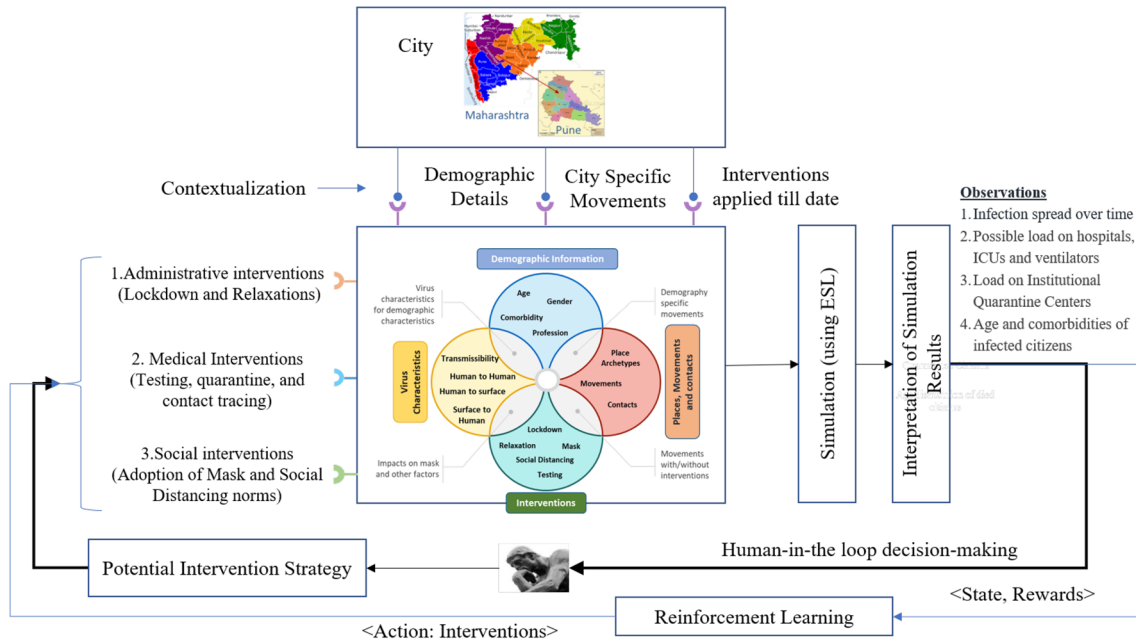 City
Maharashtra
Pune
Contextualization
Demographic
Details
City Specific
Movements
Interventions
applied till date
Observations
1.Infection spread over time
2.Possible load on hospitals,
ICUs and ventilators
3.Load on Institutional
Quarantine Centers
4.Age and comorbidities of
infected citizens
1.Administrative interventions
(Lockdown and Relaxations)
2. Medical Interventions
(Testing, quarantine, and
contact tracing)
3.Social interventions
(Adoption of Mask and Social
Distancing norms)
Demographic Information
Virus
characteristics
for demographic
characteristics
Demography
specific
movements
Age
Gender
Comorbidity
Profession
Virus
Characteristics
Transmissibility
Human to Human
Human to surface
Surface to
Human
Place
Archetypes
Movements
Contacts
Places, Movements
and contacts
Lockdown
Relaxation
Mask
Social Distancing
Testing
Impacts on mask
and other factors
Movements
with/without
interventions
Interventions
Simulation (using ESL)
Interpretation of Simulation
Results
Human-in-the loop decision-making
Potential Intervention Strategy
<State, Rewards>
Reinforcement Learning
<Action: Interventions>